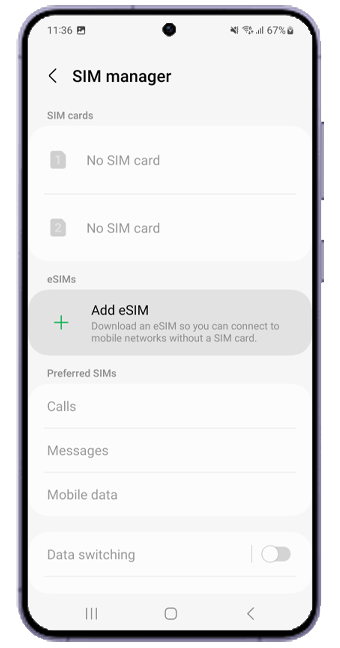 11:36 67%
SIM manager
SIM cards
1 No SIM card
2 No SIM card
eSIMs
Add eSIM
Download an eSIM so you can connect to
mobile networks without a SIM card.
Preferred SIMs
Calls
Messages
Mobile data
Data switching